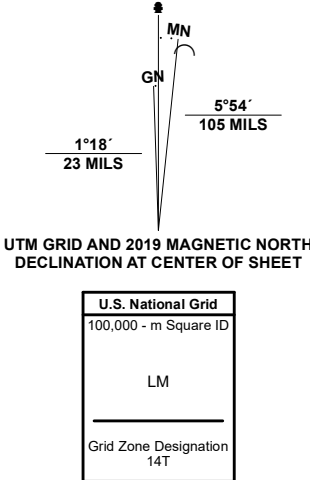 MN
GN
5°54´
105 MILS
1°18´
23 MILS
UTM GRID AND 2019 MAGNETIC NORTH
DECLINATION AT CENTER OF SHEET
U.S. National Grid
100,000 - m Square ID
LM
Grid Zone Designation
14T